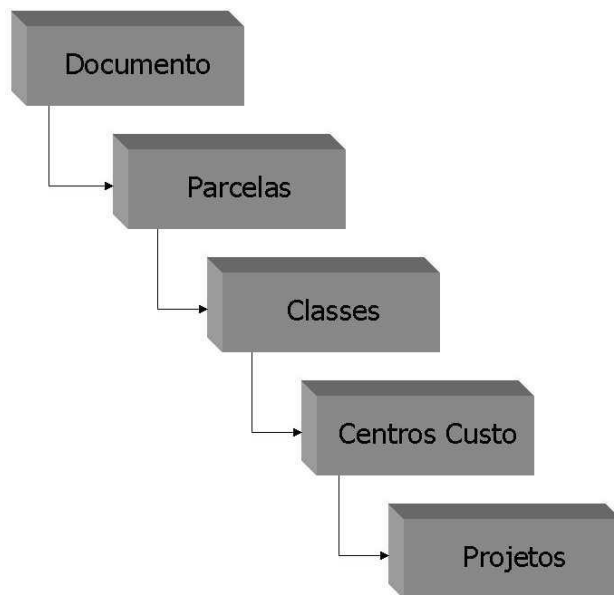 Documento
Parcelas
Classes
Centros Custo
Projetos